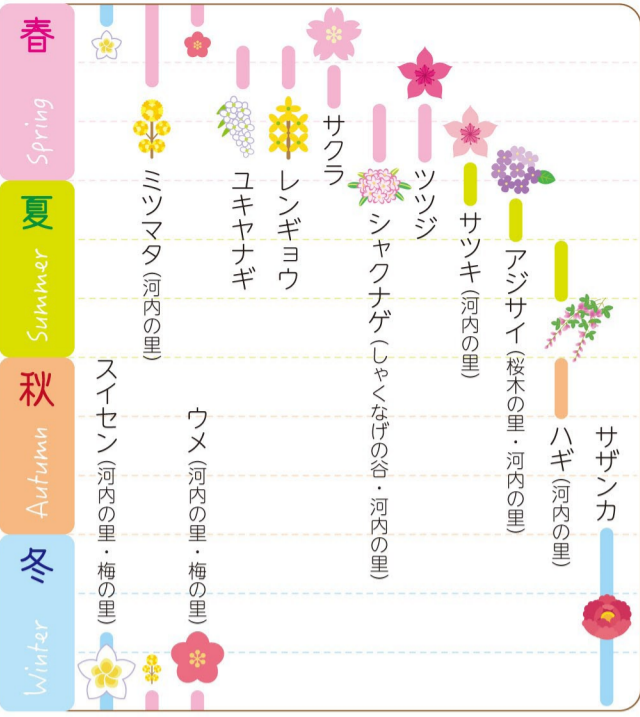 春
Spring
夏
Summer
秋
Autumn
冬
Winter
スイセン(河内の里・梅の里)
ミツマタ(河内の里)
ウメ(河内の里・梅の里)
ユキヤナギ
レンギョウ
サクラ
シャクナゲ(しゃくなげの谷・河内の里)
ツツジ
サツキ(河内の里)
アジサイ(桜木の里・河内の里)
ハギ(河内の里)
サザンカ